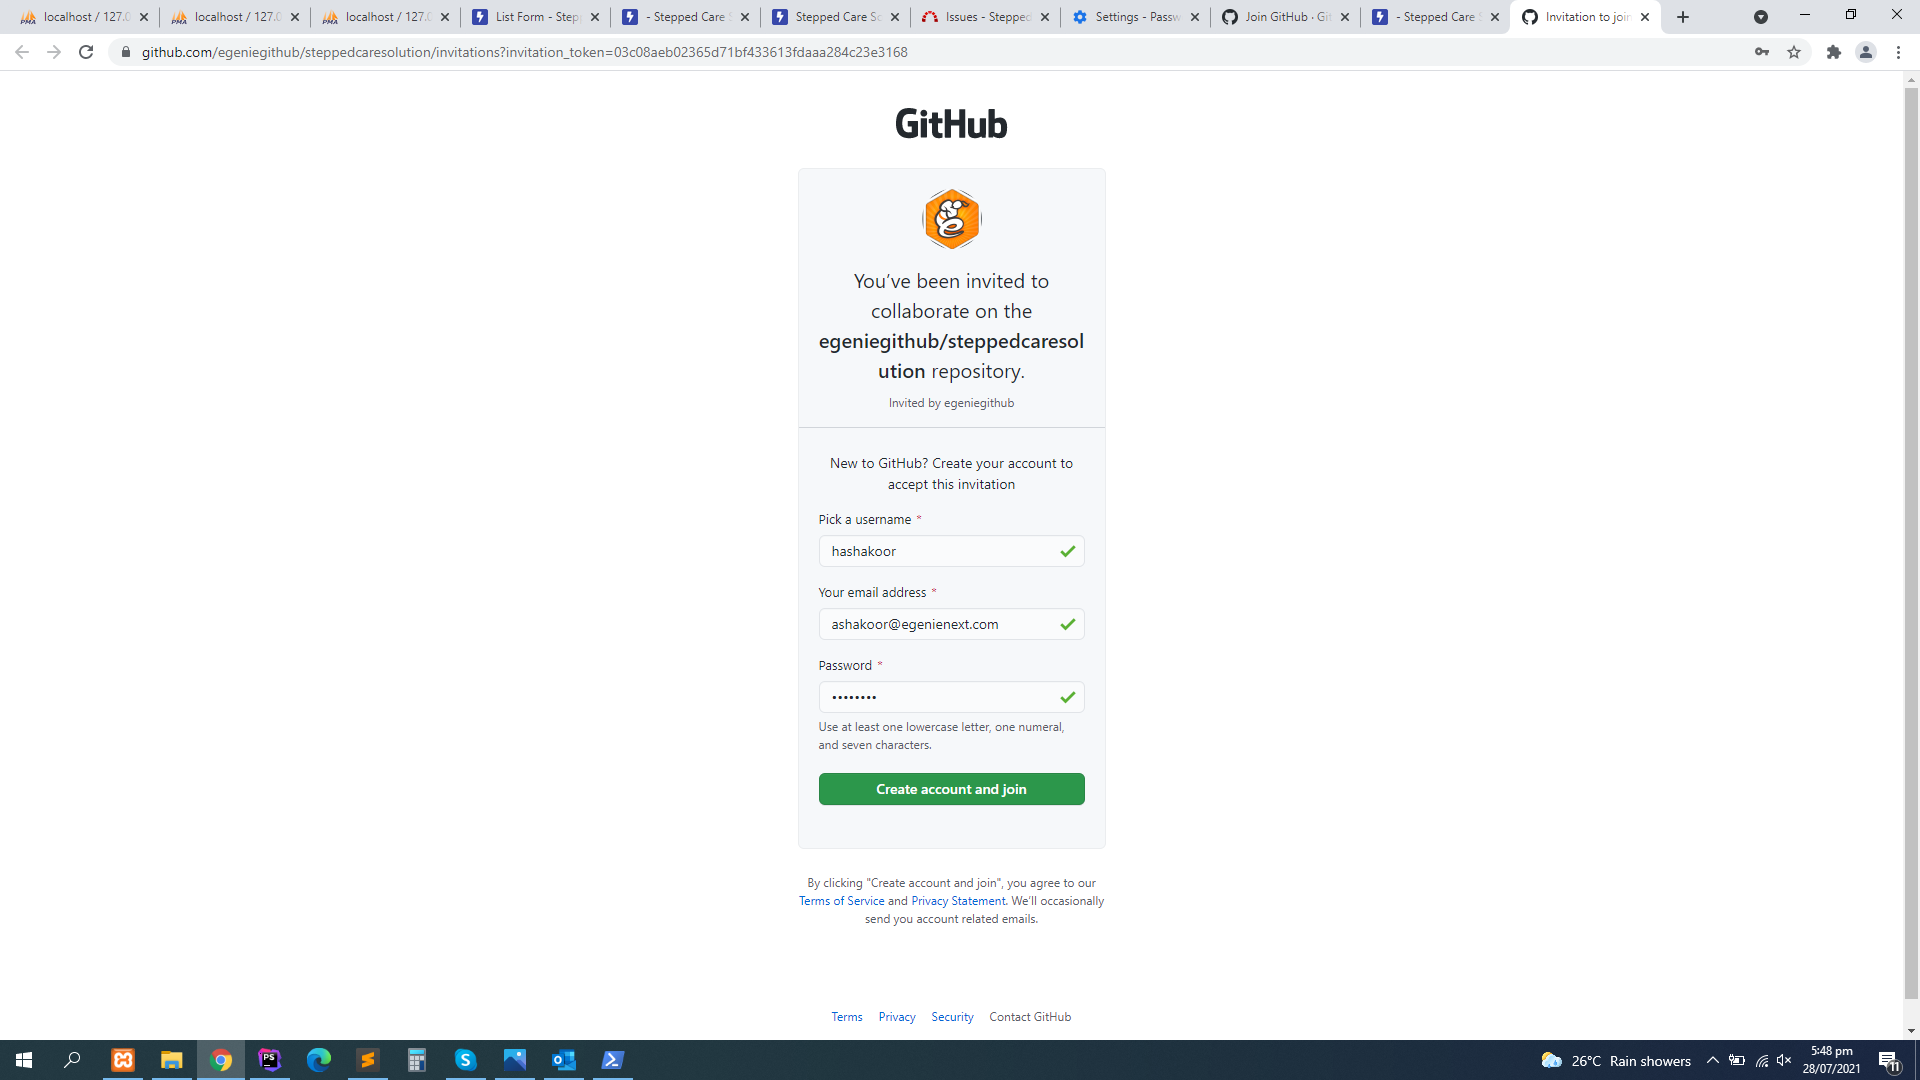 localhost / 127.0
localhost / 127.0
localhost / 127.0
List Form - Step
- Stepped Care S
Stepped Care So
Issues - Stepped
Settings - Passw
Join GitHub · Git
- Stepped Care S
Invitation to join
github.com/egeniegithub/steppedcaresolution/invitations?invitation_token=03c08aeb02365d71bf433613fdaaa284c23e3168
GitHub
You've been invited to
collaborate on the
egeniegithub/steppedcaresol
ution repository.
Invited by egeniegithub
New to GitHub? Create your account to
accept this invitation
Pick a username *
hashakoor
Your email address *
ashakoor@egenienext.com
Password *
••••••••
Use at least one lowercase letter, one numeral,
and seven characters.
Create account and join
By clicking "Create account and join", you agree to our
Terms of Service and Privacy Statement. We'll occasionally
send you account related emails.
Terms Privacy Security Contact GitHub
26°C Rain showers
5:48 pm
28/07/2021
11